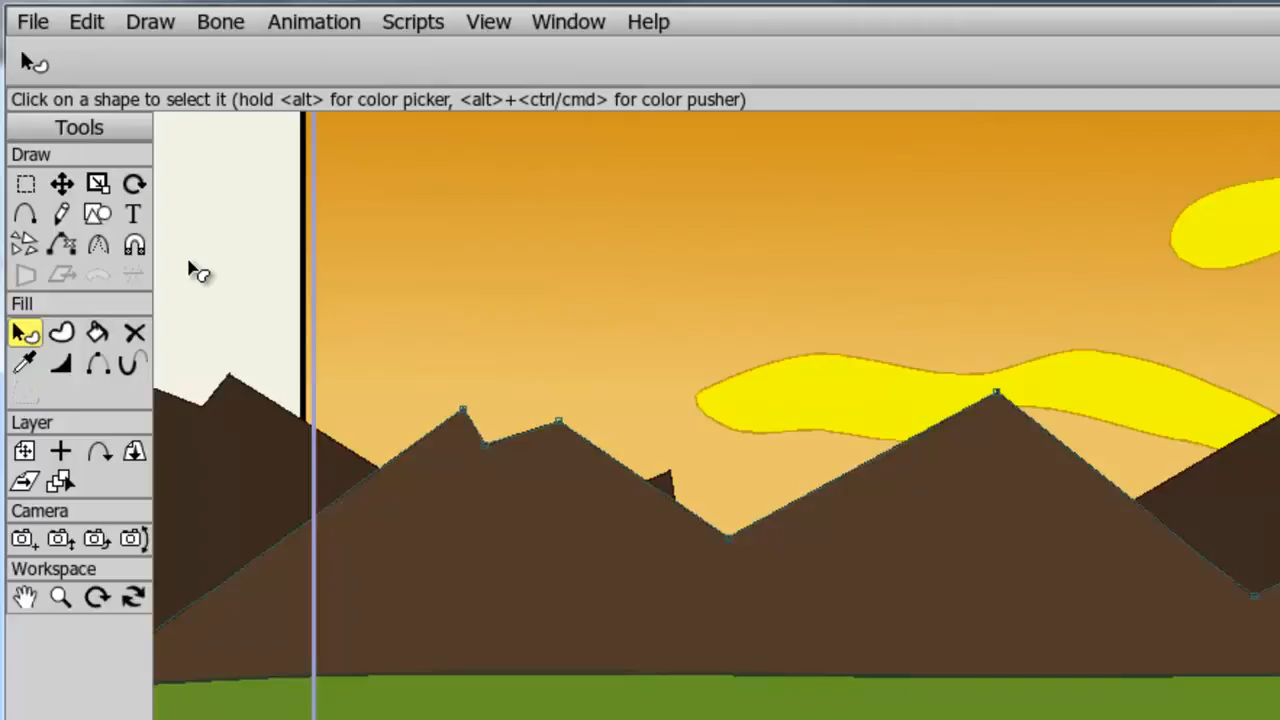 File Edit Draw Bone Animation Scripts View Window Help
Click on a shape to select it (hold <alt> for color picker, <alt>+<ctrl/cmd> for color pusher)
Tools
Draw
T
Fill
Layer
Camera
Workspace